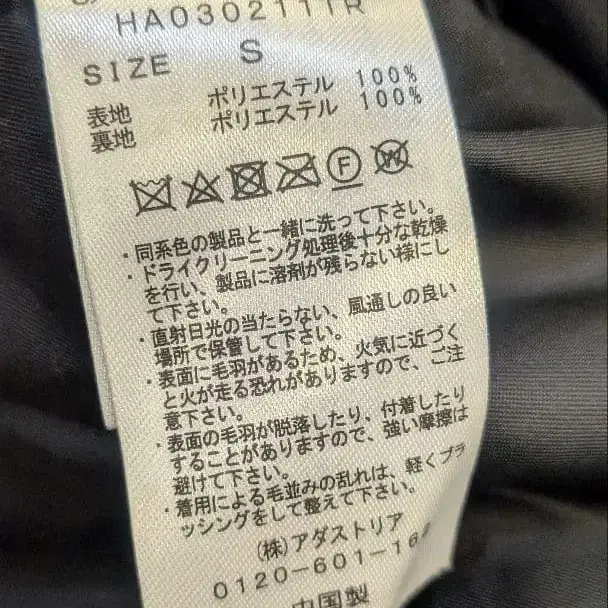 HA0302111R
SIZE S
表地 ポリエステル 100%
裏地 ポリエステル 100%
F W
・同系色の製品と一緒に洗って下さい。
・ドライクリーニング処理後十分な乾燥
を行い、製品に溶剤が残らない様にし
て下さい。
・直射日光の当たらない、風通しの良い
場所で保管して下さい。
・表面に毛羽があるため、火気に近づく
と火が走る恐れがありますので、ご注
意下さい。
・表面の毛羽が脱落したり、付着したり
することがありますので、強い摩擦は
避けて下さい。
・着用による毛並みの乱れは、軽くブラ
ッシングをして整えて下さい。
(株)アダストリア
0120-601-16
中国製